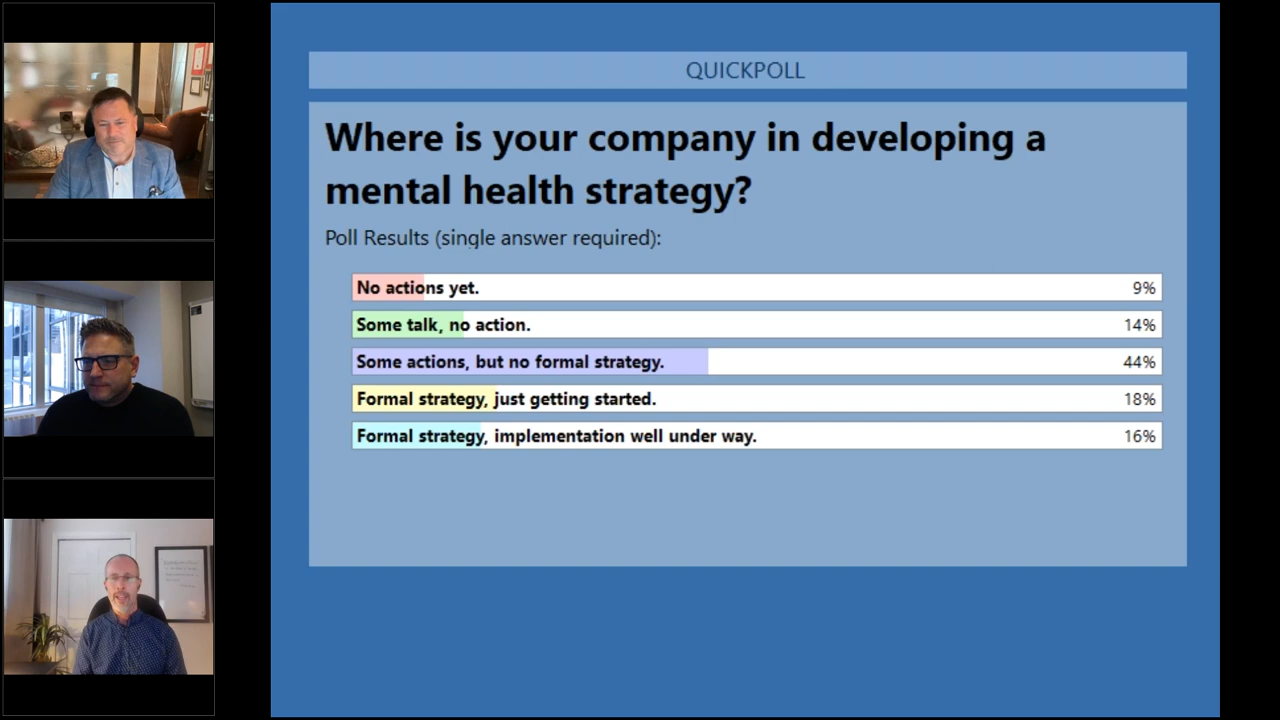 QUICKPOLL
Where is your company in developing a
mental health strategy?
Poll Results (single answer required):
No actions yet. 9%
Some talk, no action. 14%
Some actions, but no formal strategy. 44%
Formal strategy, just getting started. 18%
Formal strategy, implementation well under way. 16%